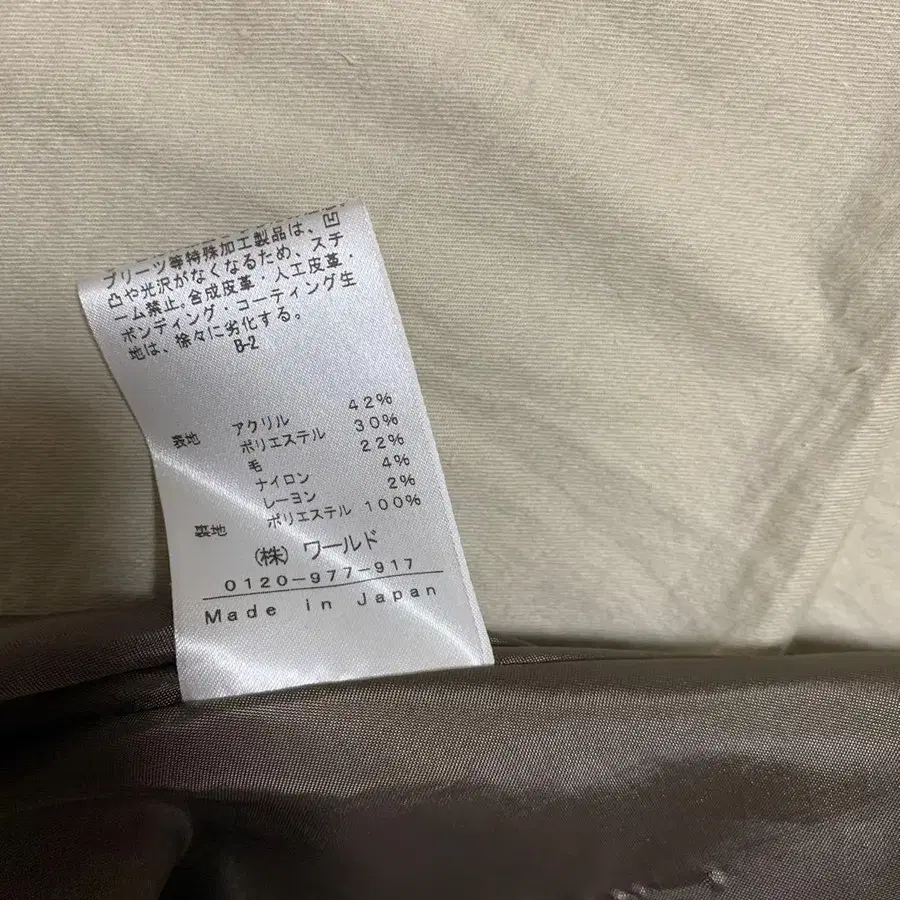 プリーツ等特殊加工製品は、凹
凸や光沢がなくなるため、スチ
ーム禁止。合成皮革・人工皮革・
ボンディング・コーティング生
地は、徐々に劣化する。
B-2
表地 アクリル 42%
ポリエステル 30%
毛 22%
ナイロン 4%
レーヨン 2%
裏地 ポリエステル 100%
(株) ワールド
0120-977-917
Made in Japan